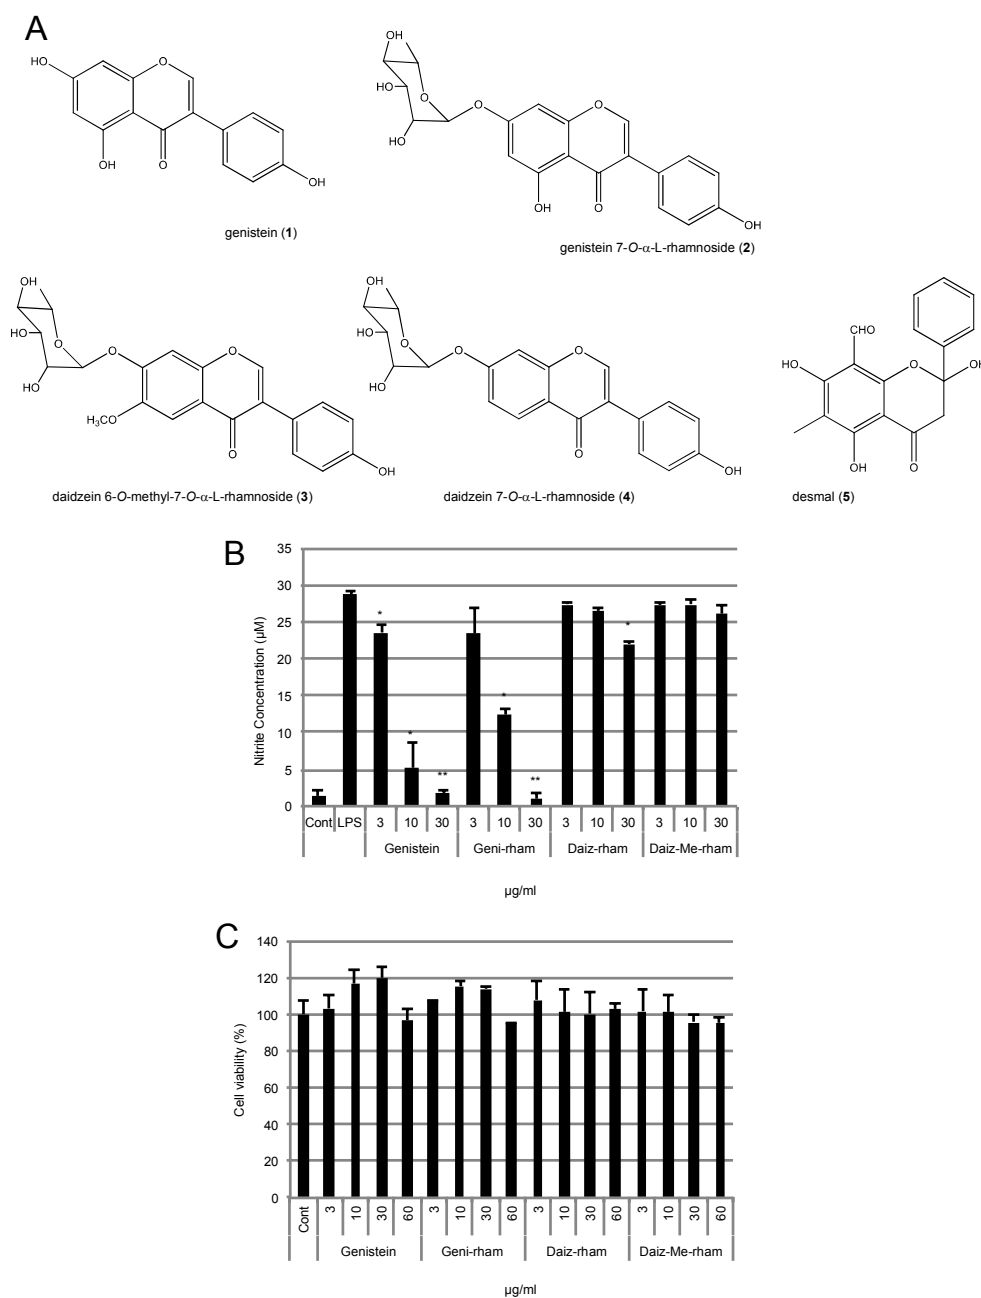 A
HO
O
OH
O
OH
genistein (1)
OH
HO
O
O
O
HO
OH
O
OH
genistein 7-O-α-L-rhamnoside (2)
OH
HO
O
O
O
HO
H₃CO
O
OH
daidzein 6-O-methyl-7-O-α-L-rhamnoside (3)
OH
HO
O
O
O
HO
O
OH
daidzein 7-O-α-L-rhamnoside (4)
CHO
HO
O
OH
OH
O
desmal (5)
B
Nitrite Concentration (µM)
35
30
25
20
15
10
5
0
* * ** * ** *
Cont LPS 3 10 30 3 10 30 3 10 30 3 10 30
Genistein Geni-rham Daiz-rham Daiz-Me-rham
µg/ml
C
Cell viability (%)
140
120
100
80
60
40
20
0
Cont 3 10 30 60 3 10 30 60 3 10 30 60 3 10 30 60
Genistein Geni-rham Daiz-rham Daiz-Me-rham
µg/ml